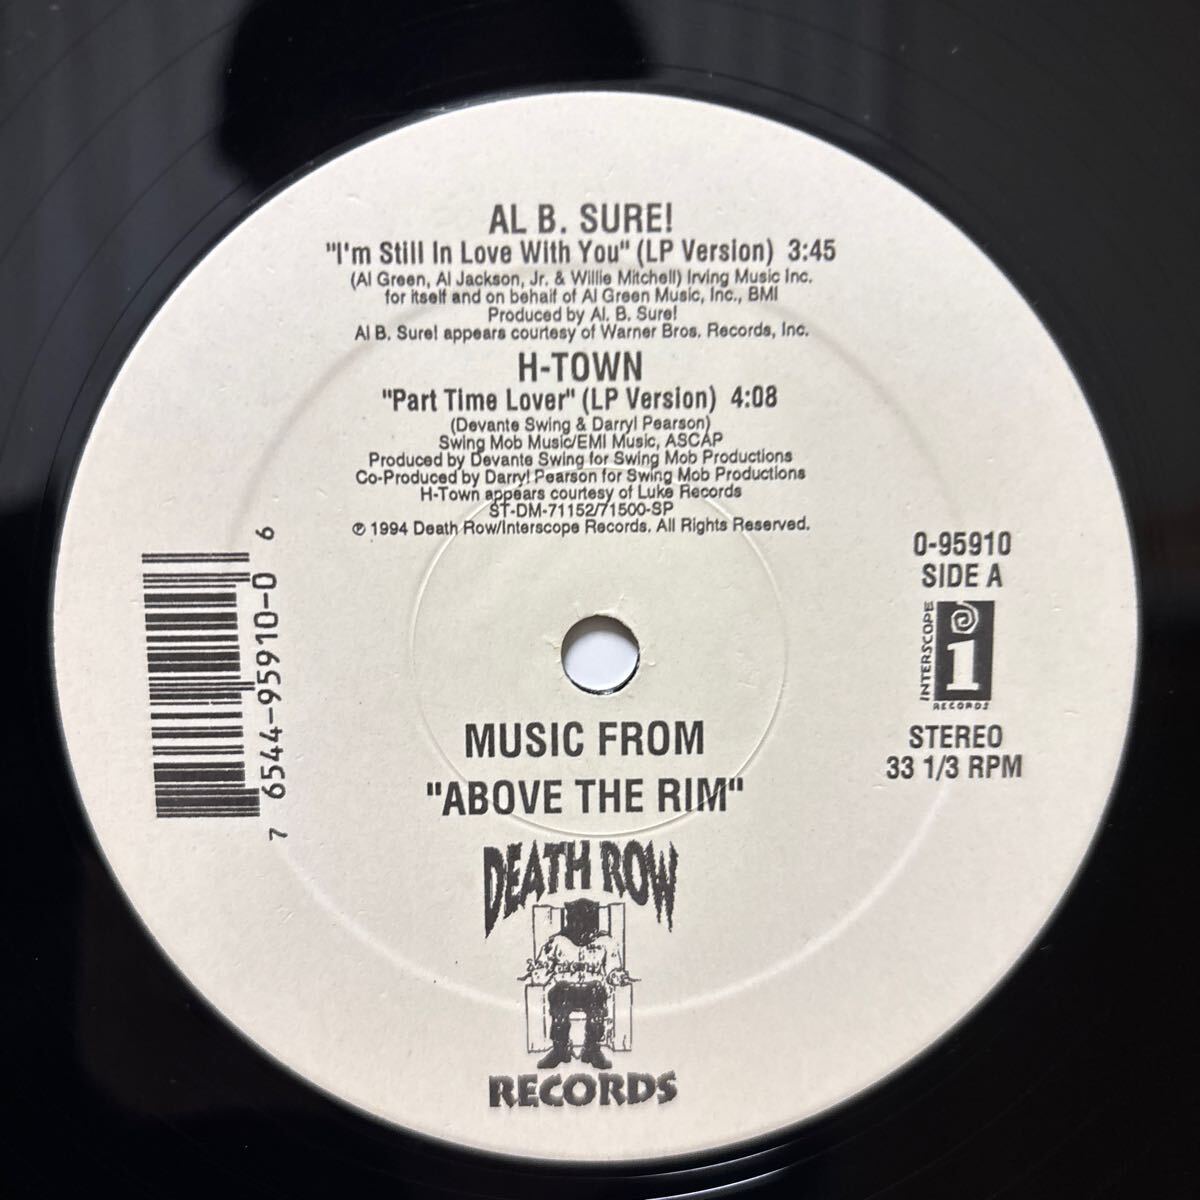 AL B. SURE!
"I'm Still In Love With You" (LP Version) 3:45
(Al Green, Al Jackson, Jr. & Willie Mitchell) Irving Music Inc.
for itself and on behalf of Al Green Music, Inc., BMI
Produced by Al. B. Sure!
Al B. Sure! appears courtesy of Warner Bros. Records, Inc.
H-TOWN
"Part Time Lover" (LP Version) 4:08
(Devante Swing & Darryl Pearson)
Swing Mob Music/EMI Music, ASCAP
Produced by Devante Swing for Swing Mob Productions
Co-Produced by Darryl Pearson for Swing Mob Productions
H-Town appears courtesy of Luke Records
ST-DM-71152/71500-SP
℗ 1994 Death Row/Interscope Records. All Rights Reserved.
7 6544-95910-0 6
0-95910
SIDE A
INTERSCOPE
i
RECORDS
STEREO
33 1/3 RPM
MUSIC FROM
"ABOVE THE RIM"
DEATH ROW
RECORDS